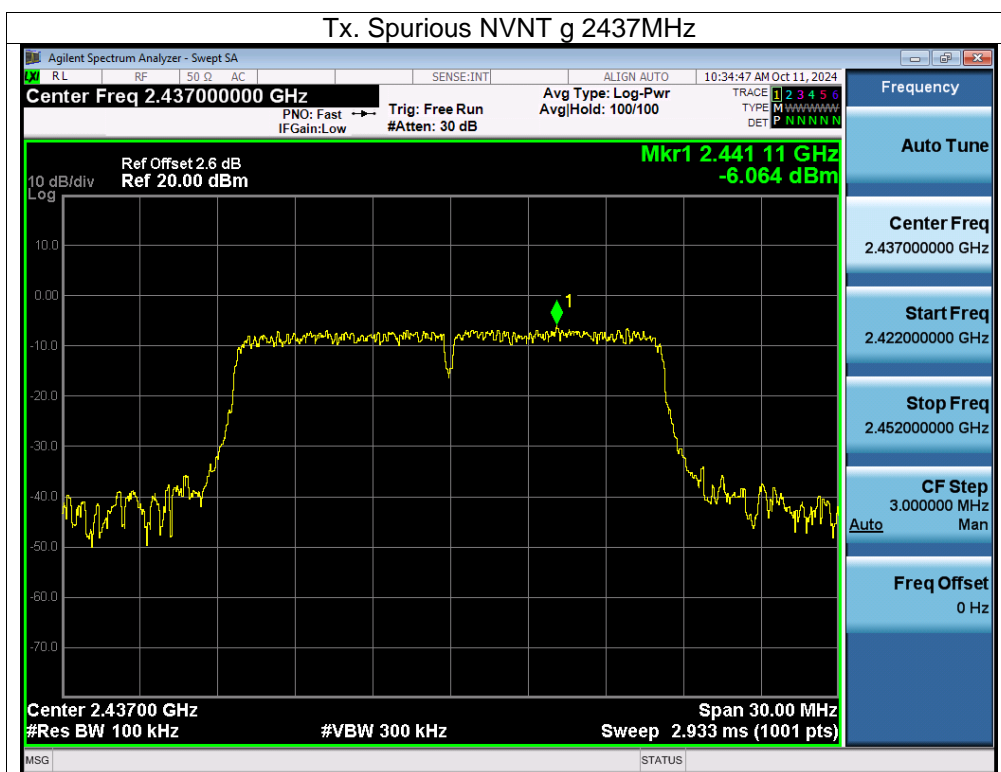 Tx. Spurious NVNT g 2437MHz
Agilent Spectrum Analyzer - Swept SA
LXI RL RF 50 Ω AC SENSE:INT ALIGN AUTO 10:34:47 AM Oct 11, 2024
Center Freq 2.437000000 GHz
PNO: Fast
IFGain:Low
Trig: Free Run
#Atten: 30 dB
Avg Type: Log-Pwr
Avg|Hold: 100/100
TRACE 1 2 3 4 5 6
TYPE M WWWWW
DET P N N N N N
Mkr1 2.441 11 GHz
-6.064 dBm
Ref Offset 2.6 dB
10 dB/div Ref 20.00 dBm
Log
10.0
0.00
1
-10.0
-20.0
-30.0
-40.0
-50.0
-60.0
-70.0
Center 2.43700 GHz Span 30.00 MHz
#Res BW 100 kHz #VBW 300 kHz Sweep 2.933 ms (1001 pts)
MSG STATUS
Frequency
Auto Tune
Center Freq
2.437000000 GHz
Start Freq
2.422000000 GHz
Stop Freq
2.452000000 GHz
CF Step
3.000000 MHz
Auto Man
Freq Offset
0 Hz